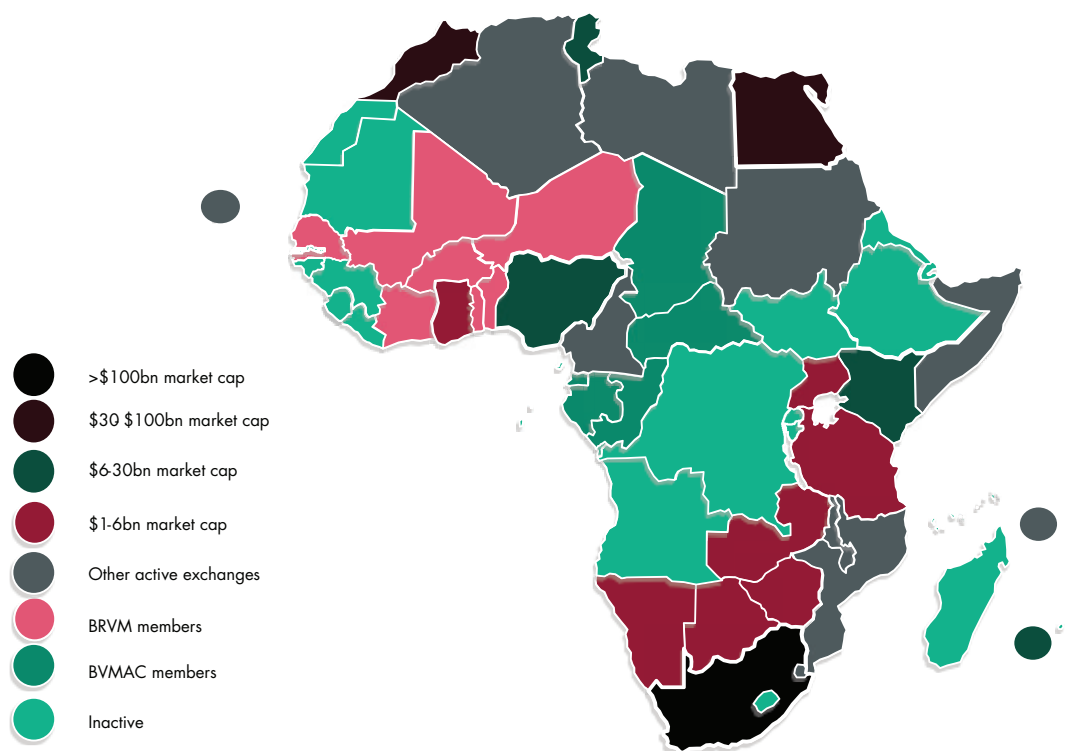 >$100bn market cap
$30-$100bn market cap
$6-30bn market cap
$1-6bn market cap
Other active exchanges
BRVM members
BVMAC members
Inactive